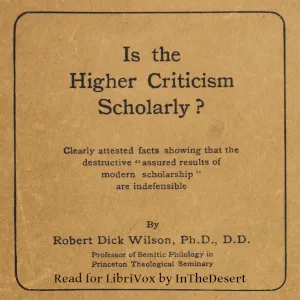 Is the
Higher Criticism
Scholarly?
Clearly attested facts showing that the
destructive "assured results of
modern scholarship"
are indefensible
By
Robert Dick Wilson, Ph.D., D.D.
Professor of Semitic Philology in
Princeton Theological Seminary
Read for LibriVox by InTheDesert